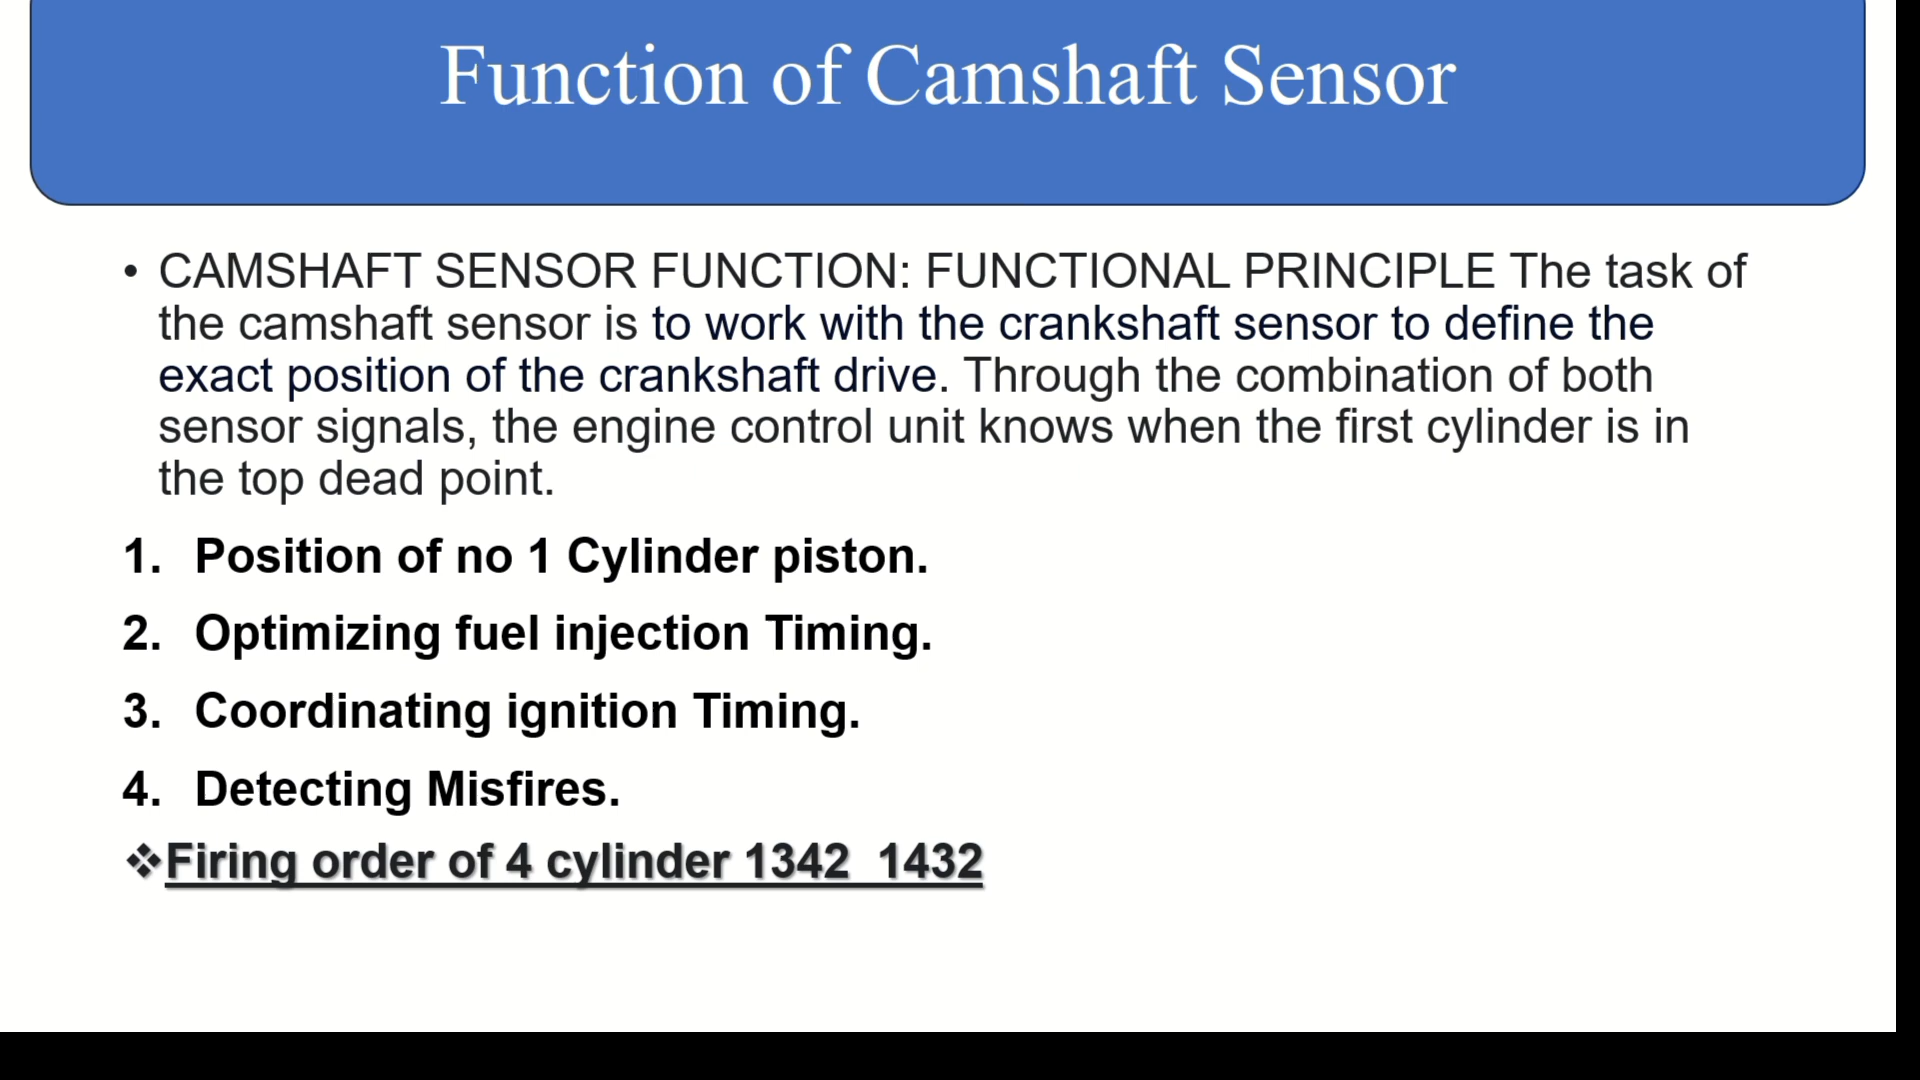 Function of Camshaft Sensor
• CAMSHAFT SENSOR FUNCTION: FUNCTIONAL PRINCIPLE The task of
the camshaft sensor is to work with the crankshaft sensor to define the
exact position of the crankshaft drive. Through the combination of both
sensor signals, the engine control unit knows when the first cylinder is in
the top dead point.
1. Position of no 1 Cylinder piston.
2. Optimizing fuel injection Timing.
3. Coordinating ignition Timing.
4. Detecting Misfires.
❖Firing order of 4 cylinder 1342  1432